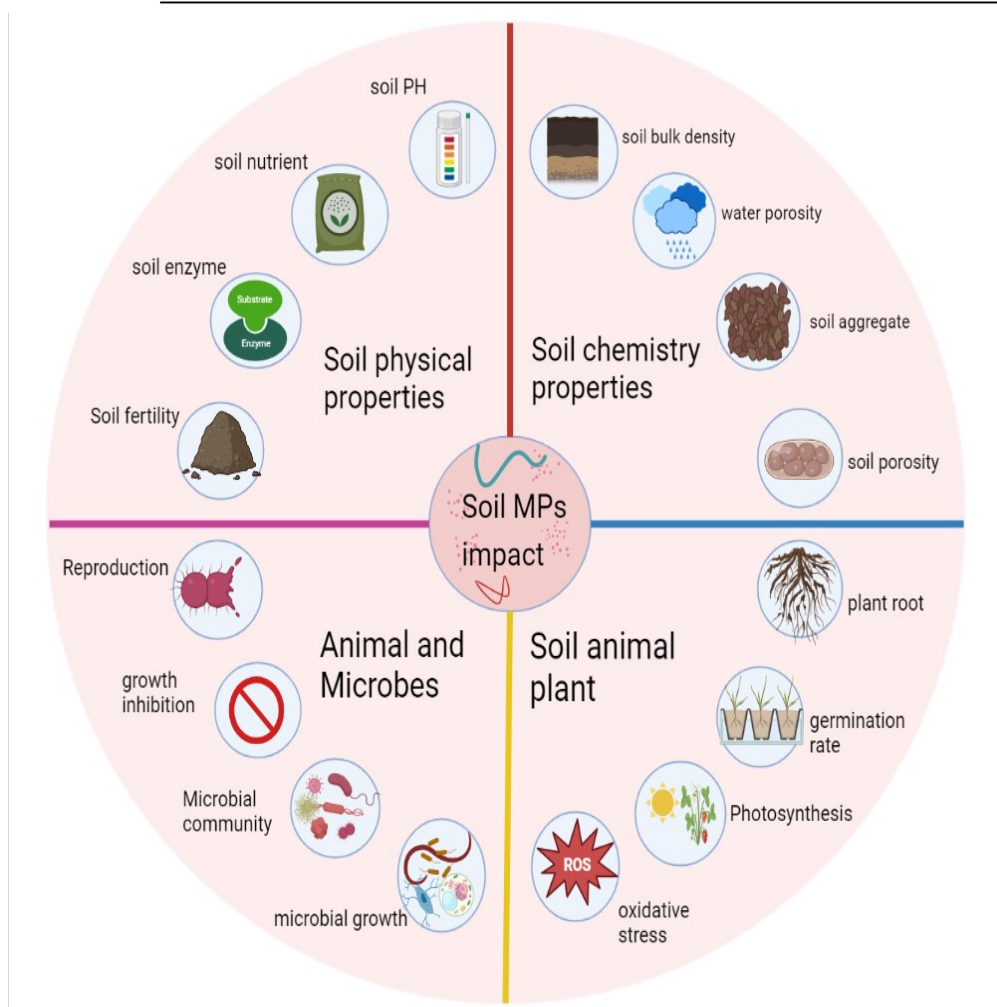 soil PH
soil nutrient
soil enzyme
Substrate
Enzyme
Soil fertility
Soil physical
properties
soil bulk density
water porosity
soil aggregate
soil porosity
Soil chemistry
properties
Soil MPs
impact
Reproduction
growth
inhibition
Microbial
community
microbial growth
Animal and
Microbes
Soil animal
plant
plant root
germination
rate
Photosynthesis
ROS
oxidative
stress